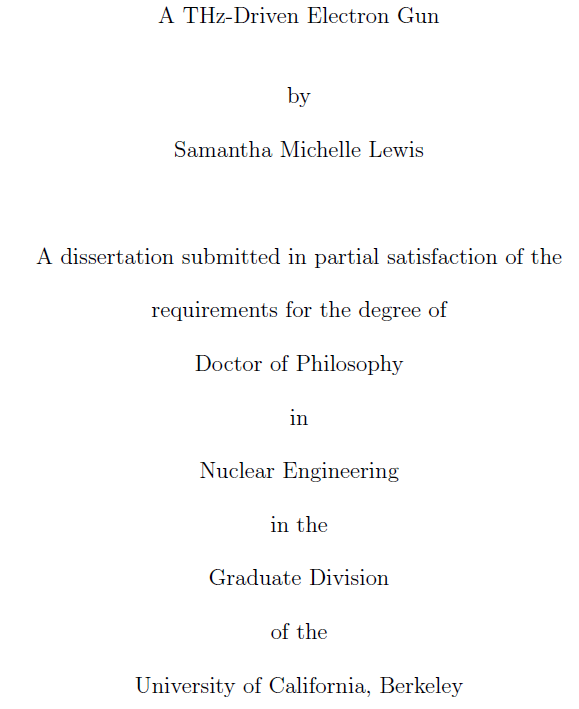 A THz-Driven Electron Gun
by
Samantha Michelle Lewis
A dissertation submitted in partial satisfaction of the
requirements for the degree of
Doctor of Philosophy
in
Nuclear Engineering
in the
Graduate Division
of the
University of California, Berkeley